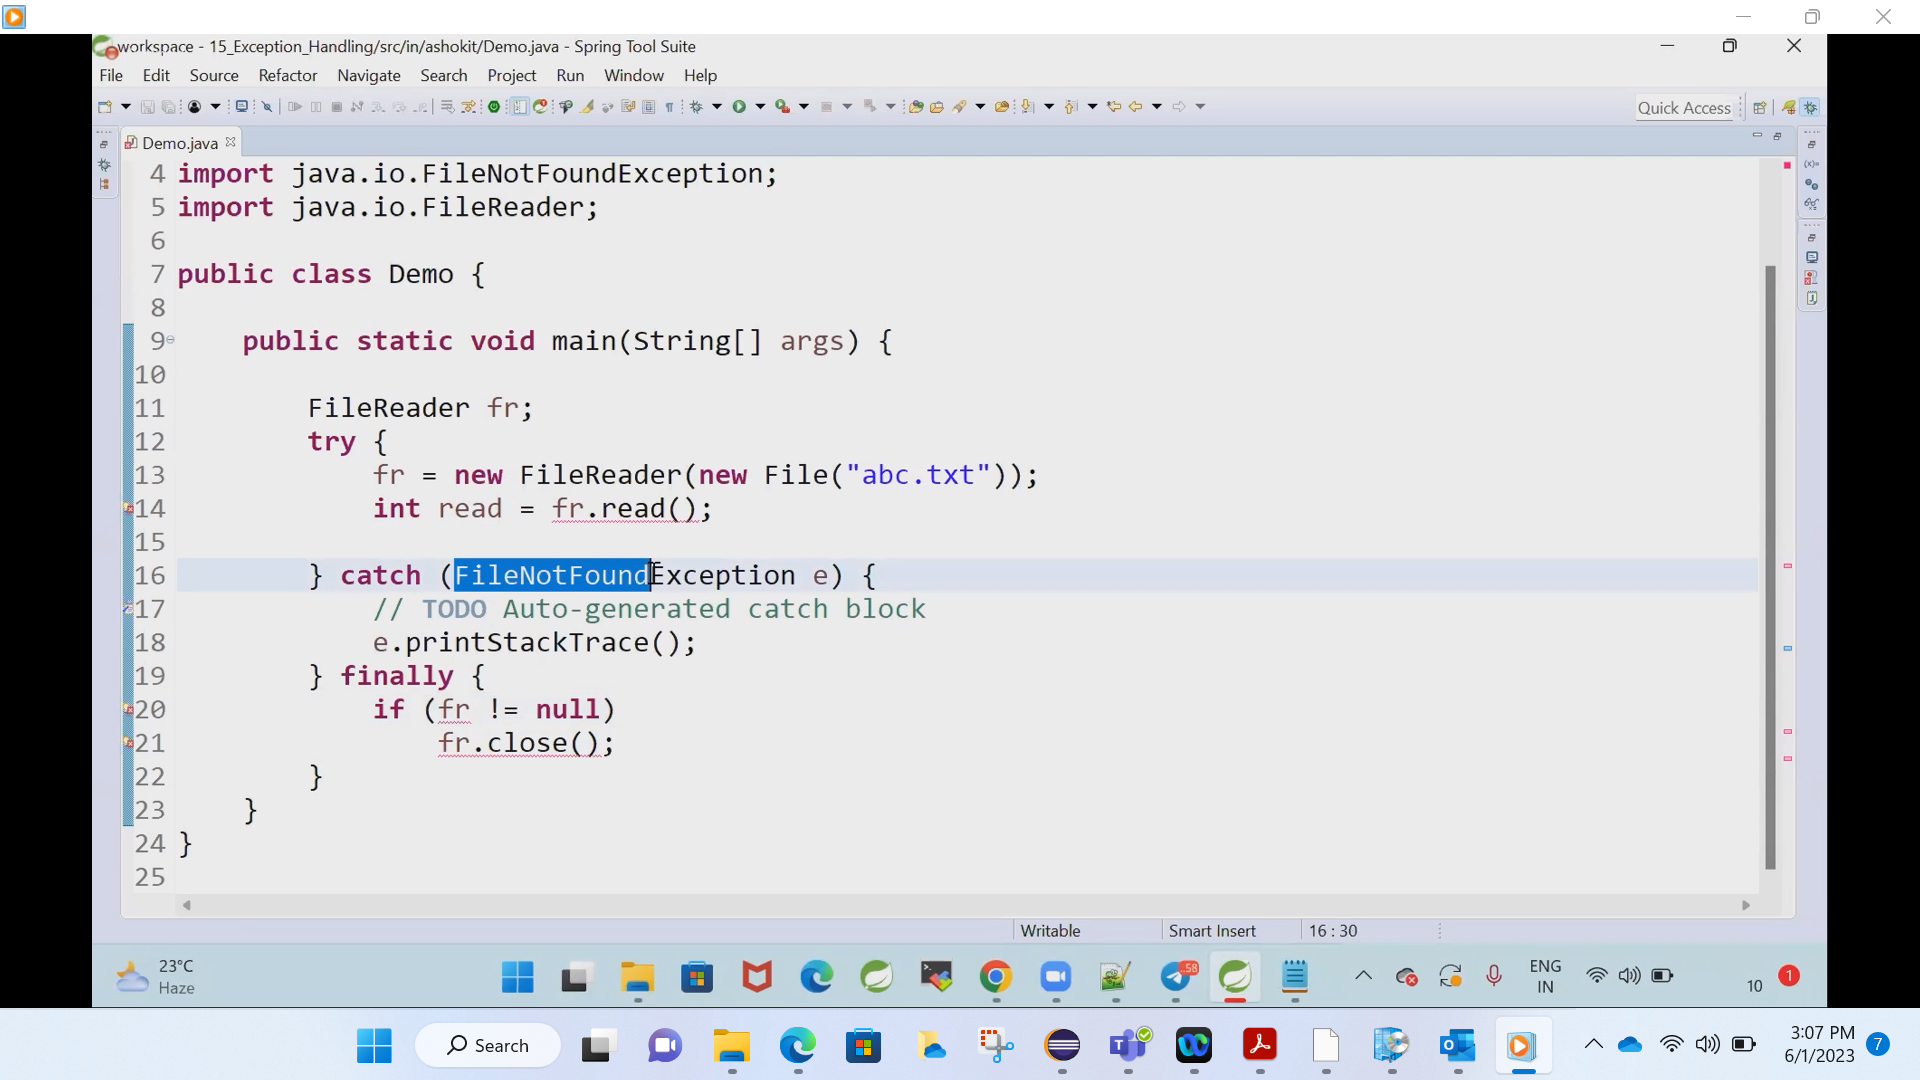 workspace - 15_Exception_Handling/src/in/ashokit/Demo.java - Spring Tool Suite
File Edit Source Refactor Navigate Search Project Run Window Help
Quick Access
Demo.java
4 import java.io.FileNotFoundException;
5 import java.io.FileReader;
6
7 public class Demo {
8
9 public static void main(String[] args) {
10
11 FileReader fr;
12 try {
13 fr = new FileReader(new File("abc.txt"));
14 int read = fr.read();
15
16 } catch (FileNotFoundException e) {
17 // TODO Auto-generated catch block
18 e.printStackTrace();
19 } finally {
20 if (fr != null)
21 fr.close();
22 }
23 }
24 }
25
Writable Smart Insert 16 : 30
23°C
Haze
58
ENG
IN
10
1
Search
3:07 PM
6/1/2023
7